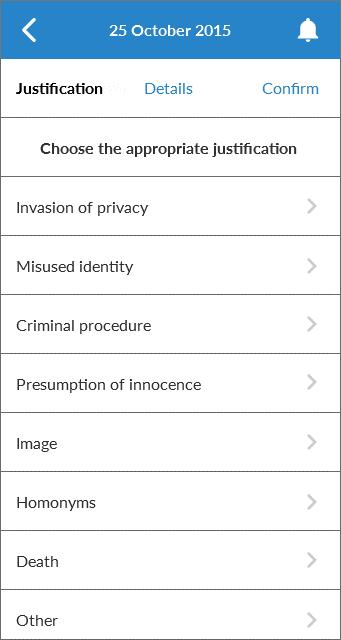 25 October 2015
Justification Details Confirm
Choose the appropriate justification
Invasion of privacy
Misused identity
Criminal procedure
Presumption of innocence
Image
Homonyms
Death
Other